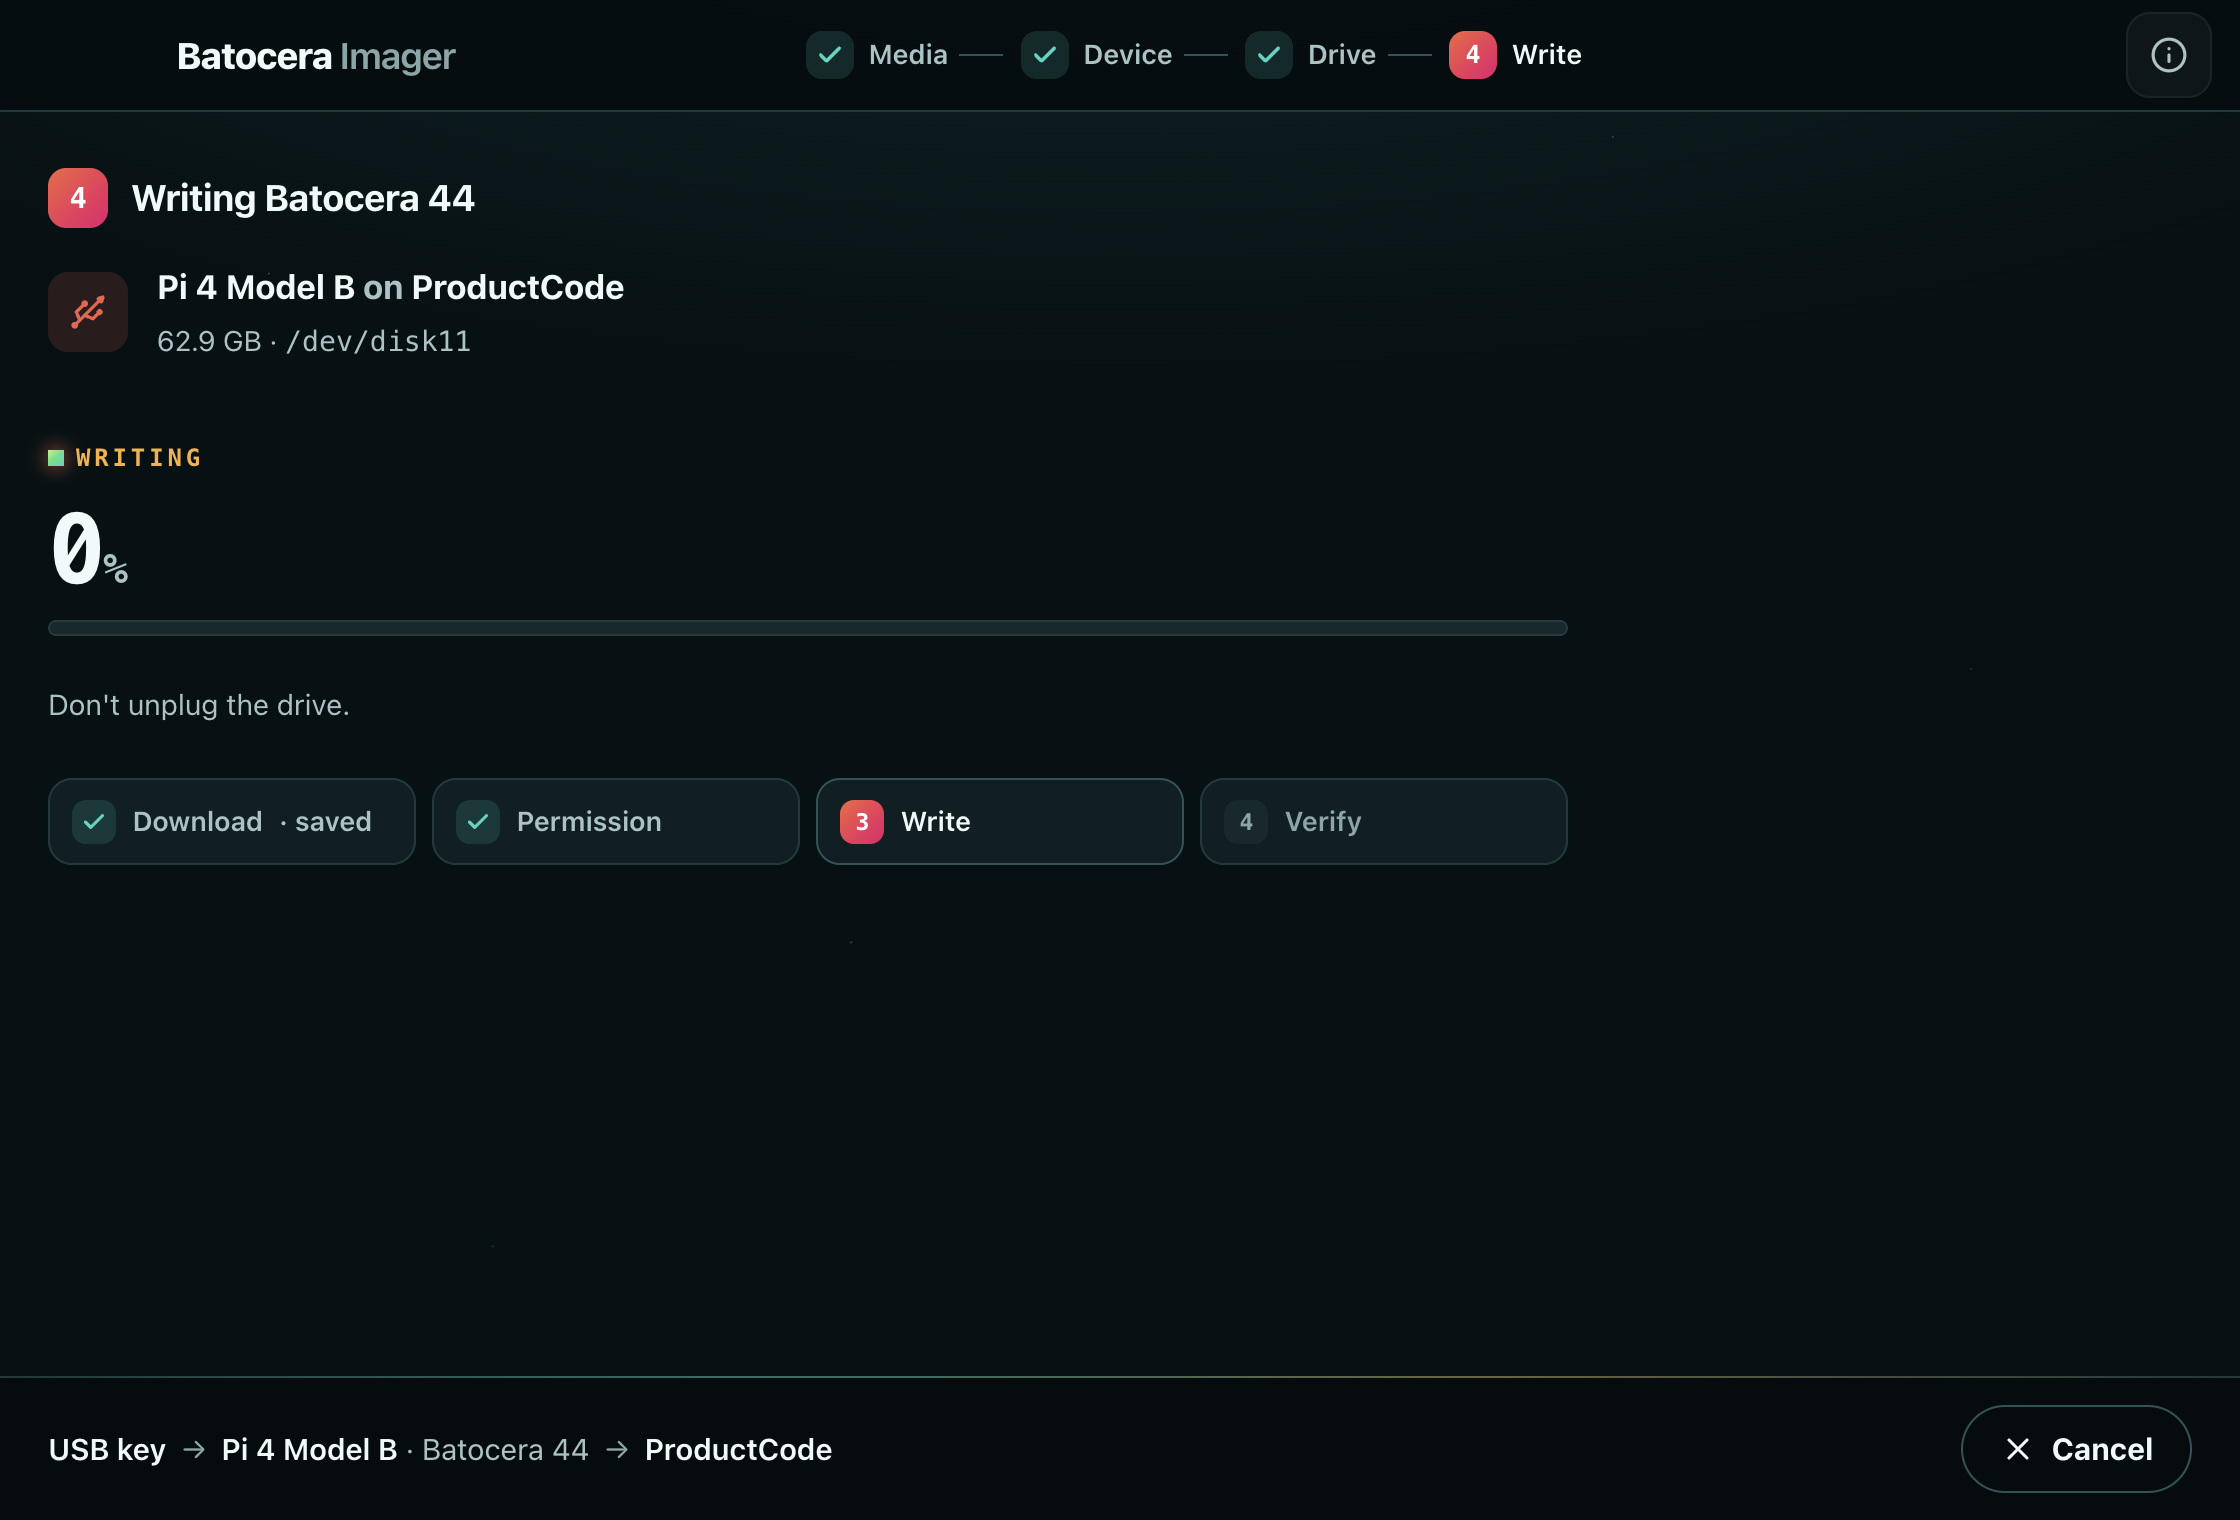 Batocera Imager
Media
Device
Drive
4 Write
4 Writing Batocera 44
Pi 4 Model B on ProductCode
62.9 GB · /dev/disk11
WRITING
0%
Don't unplug the drive.
Download · saved
Permission
3 Write
4 Verify
USB key → Pi 4 Model B · Batocera 44 → ProductCode
Cancel